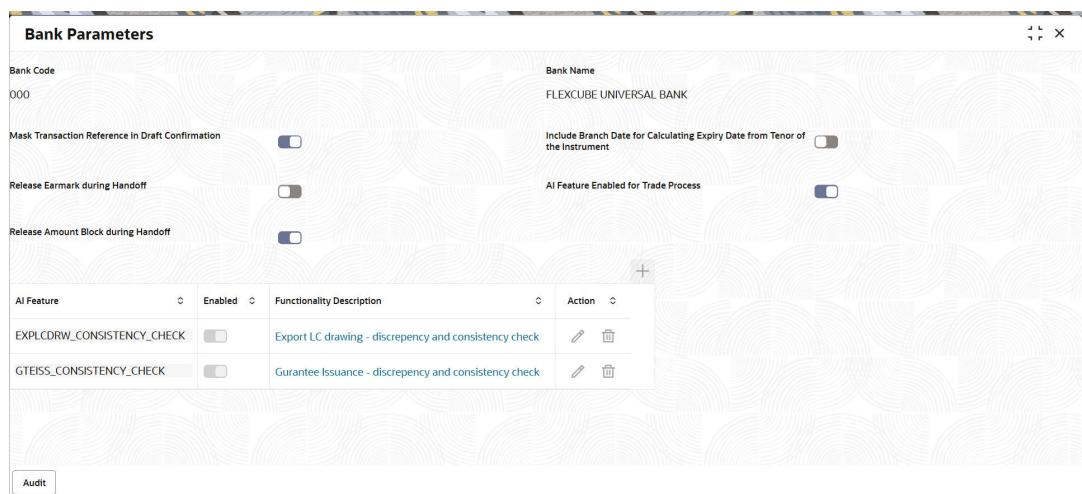 Bank Parameters
Bank Code
Bank Name
000
FLEXCUBE UNIVERSAL BANK
Mask Transaction Reference in Draft Confirmation
Include Branch Date for Calculating Expiry Date from Tenor of
the Instrument
Release Earmark during Handoff
AI Feature Enabled for Trade Process
Release Amount Block during Handoff
AI Feature Enabled Functionality Description Action
EXPLCDRW_CONSISTENCY_CHECK Export LC drawing - discrepency and consistency check
GTEISS_CONSISTENCY_CHECK Gurantee Issuance - discrepency and consistency check
Audit